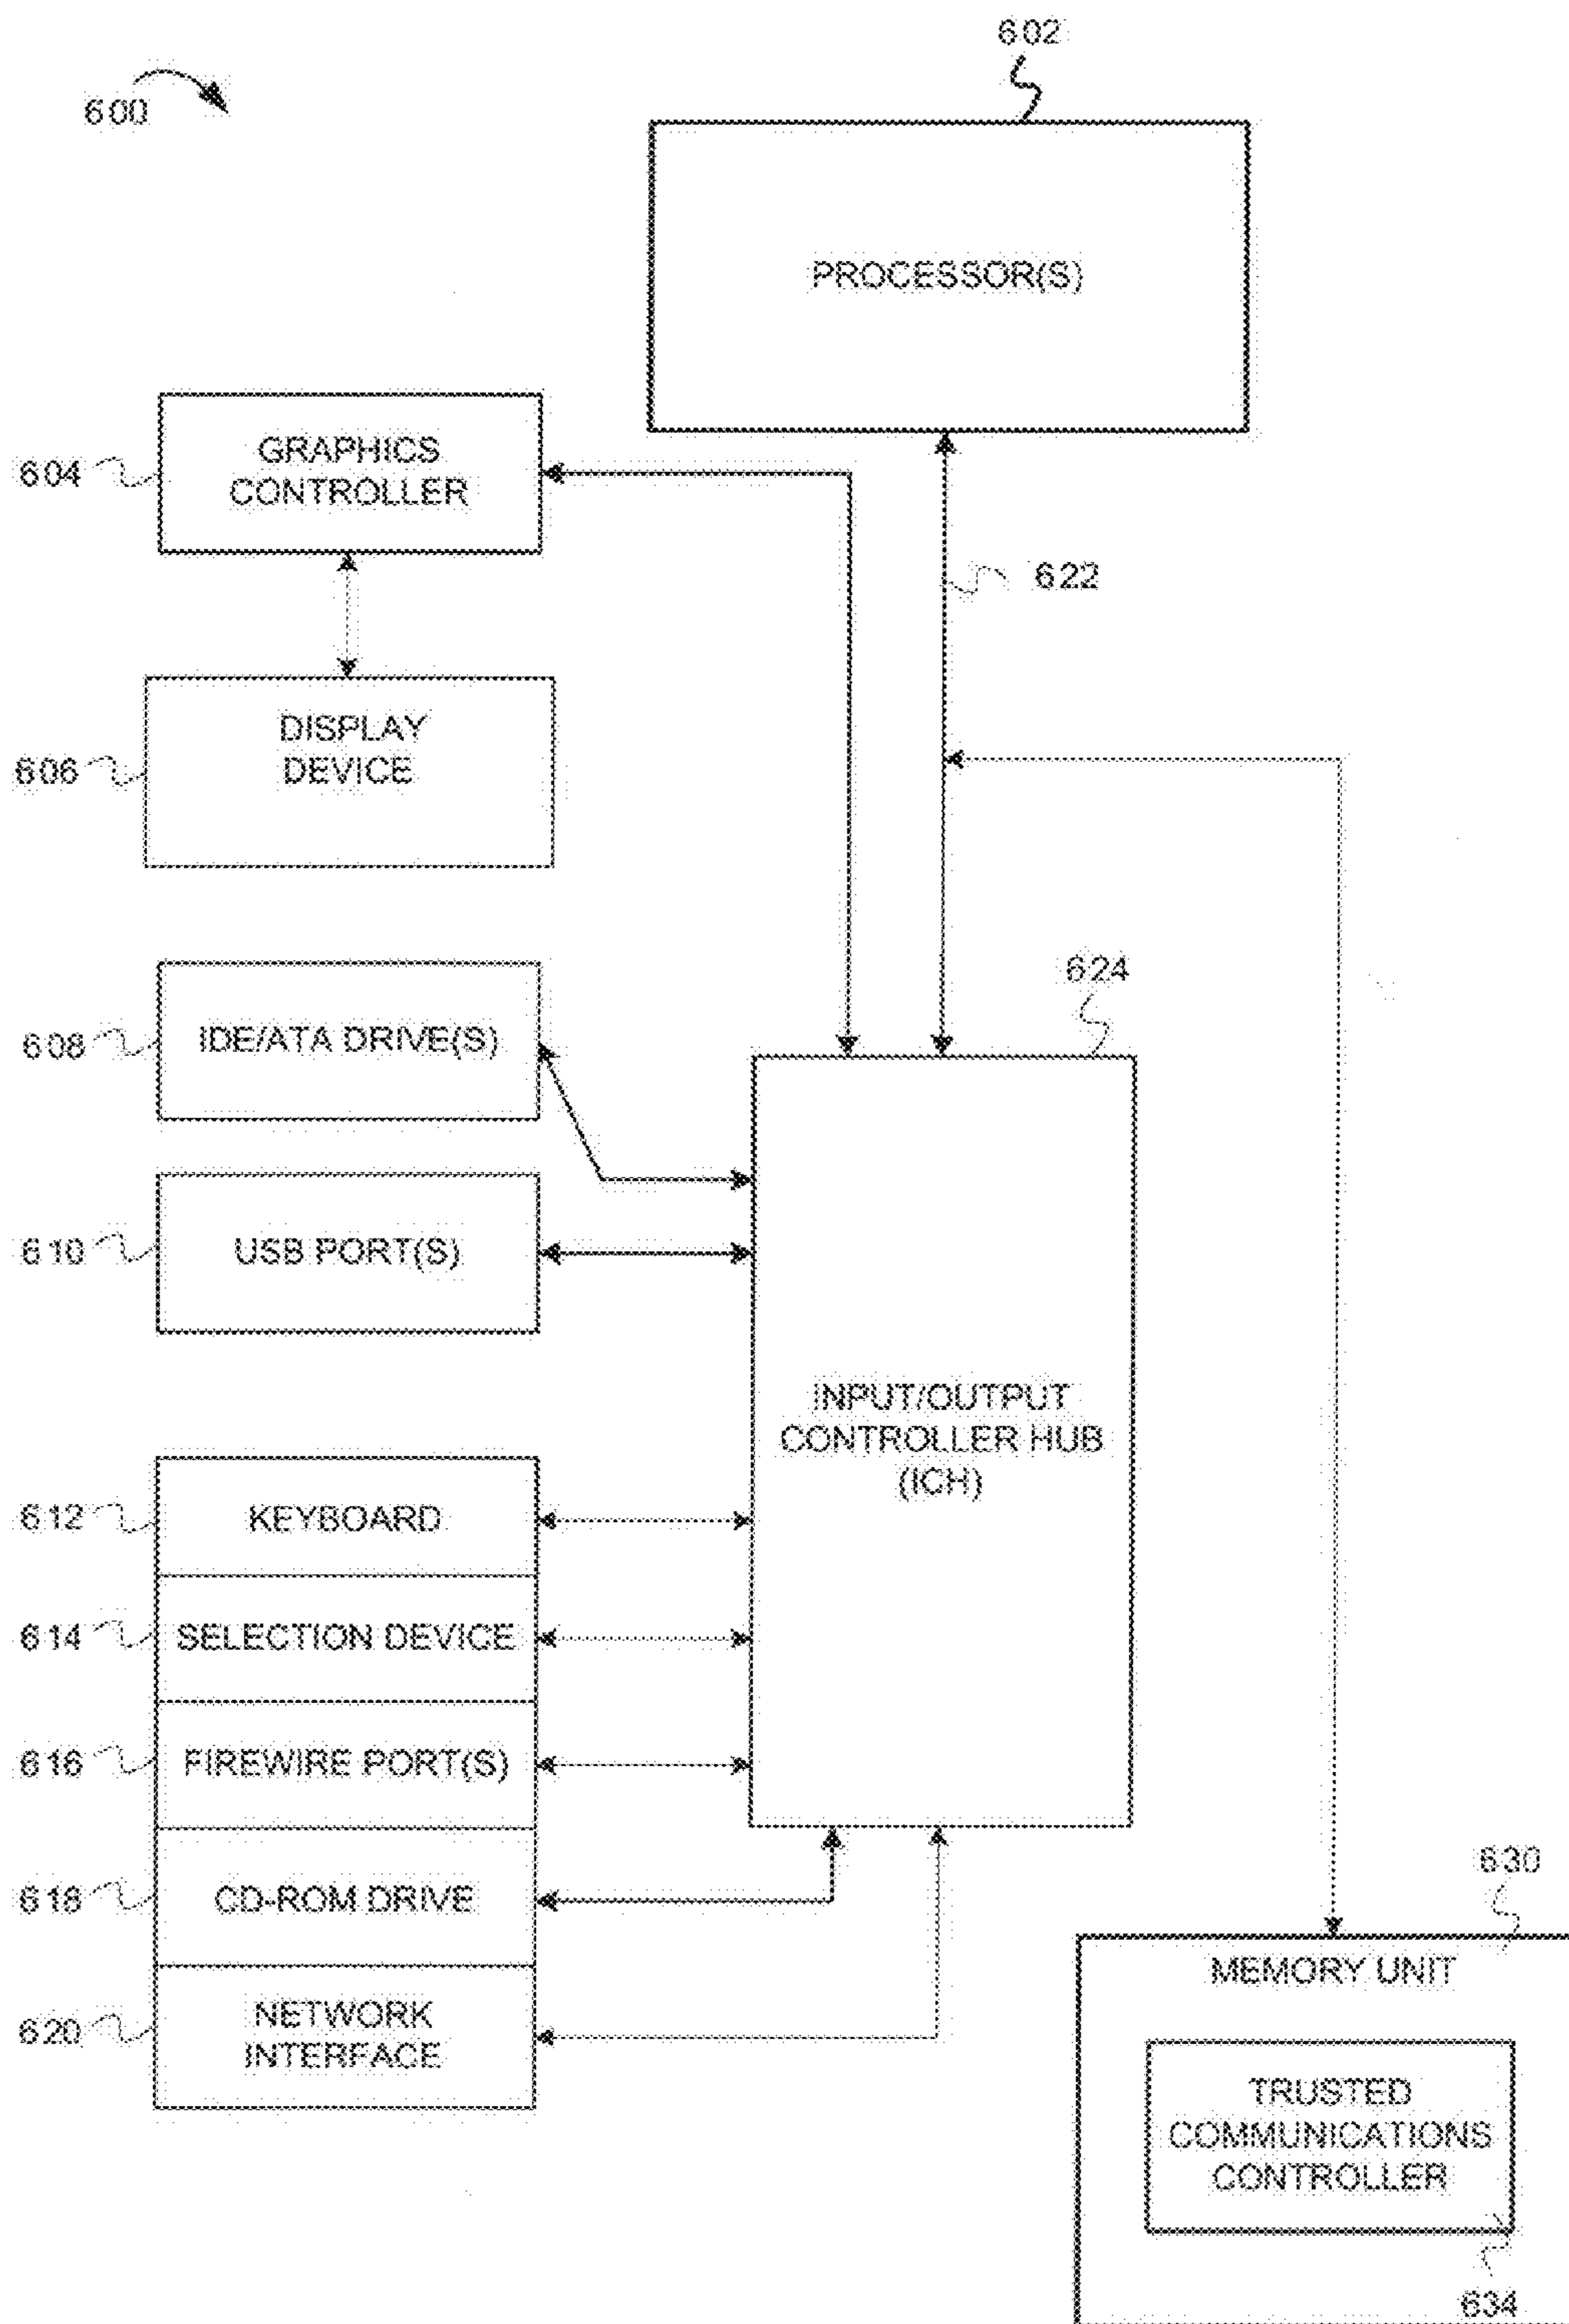 602
600
PROCESSOR(S)
604
GRAPHICS
CONTROLLER
622
606
DISPLAY
DEVICE
624
608
IDE/ATA DRIVE(S)
610
USB PORT(S)
INPUT/OUTPUT
CONTROLLER HUB
(ICH)
612
KEYBOARD
614
SELECTION DEVICE
616
FIREWIRE PORT(S)
618
CD-ROM DRIVE
620
NETWORK
INTERFACE
630
MEMORY UNIT
TRUSTED
COMMUNICATIONS
CONTROLLER
634